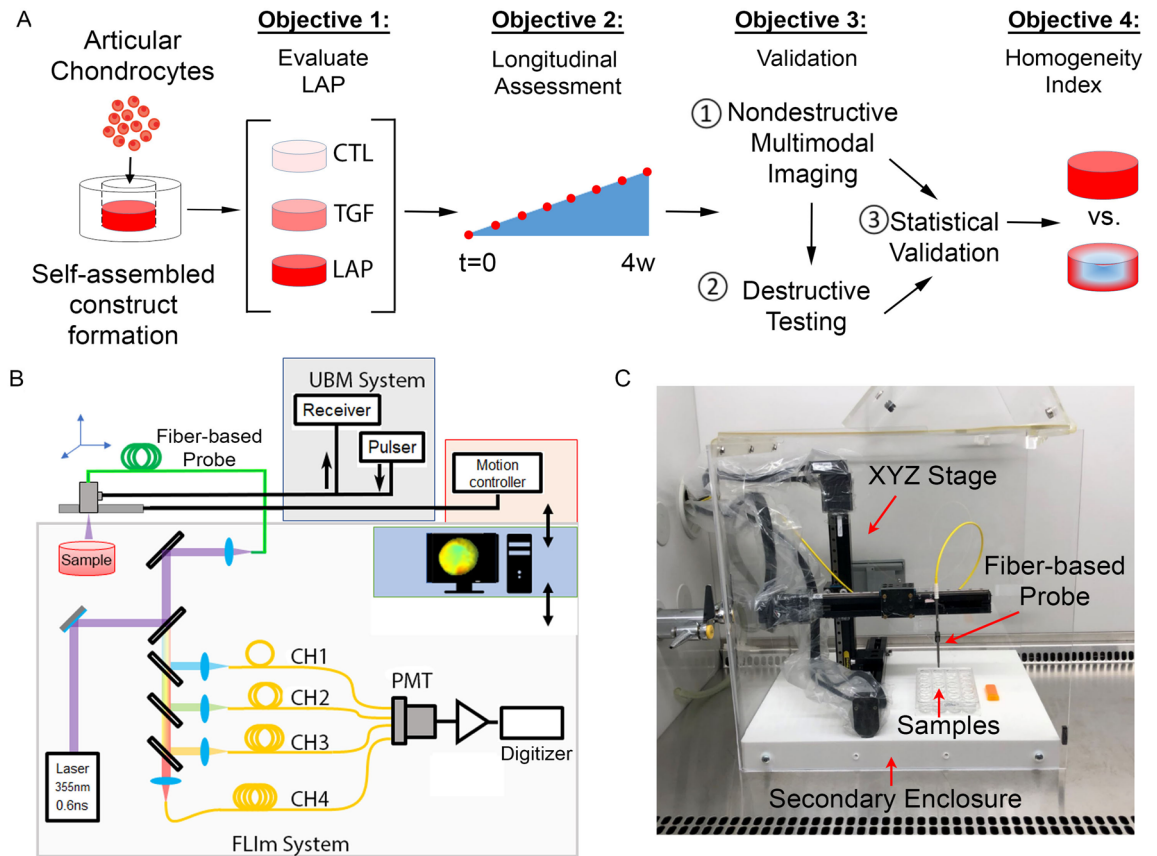 A
Articular
Chondrocytes
Self-assembled
construct
formation
Objective 1:
Evaluate
LAP
CTL
TGF
LAP
Objective 2:
Longitudinal
Assessment
t=0
4w
Objective 3:
Validation
① Nondestructive
Multimodal
Imaging
② Destructive
Testing
③ Statistical
Validation
Objective 4:
Homogeneity
Index
vs.
B
UBM System
Receiver
Pulser
Fiber-based
Probe
Motion
controller
Sample
CH1
CH2
CH3
CH4
PMT
Digitizer
Laser
355nm
0.6ns
FLIm System
C
XYZ Stage
Fiber-based
Probe
Samples
Secondary Enclosure